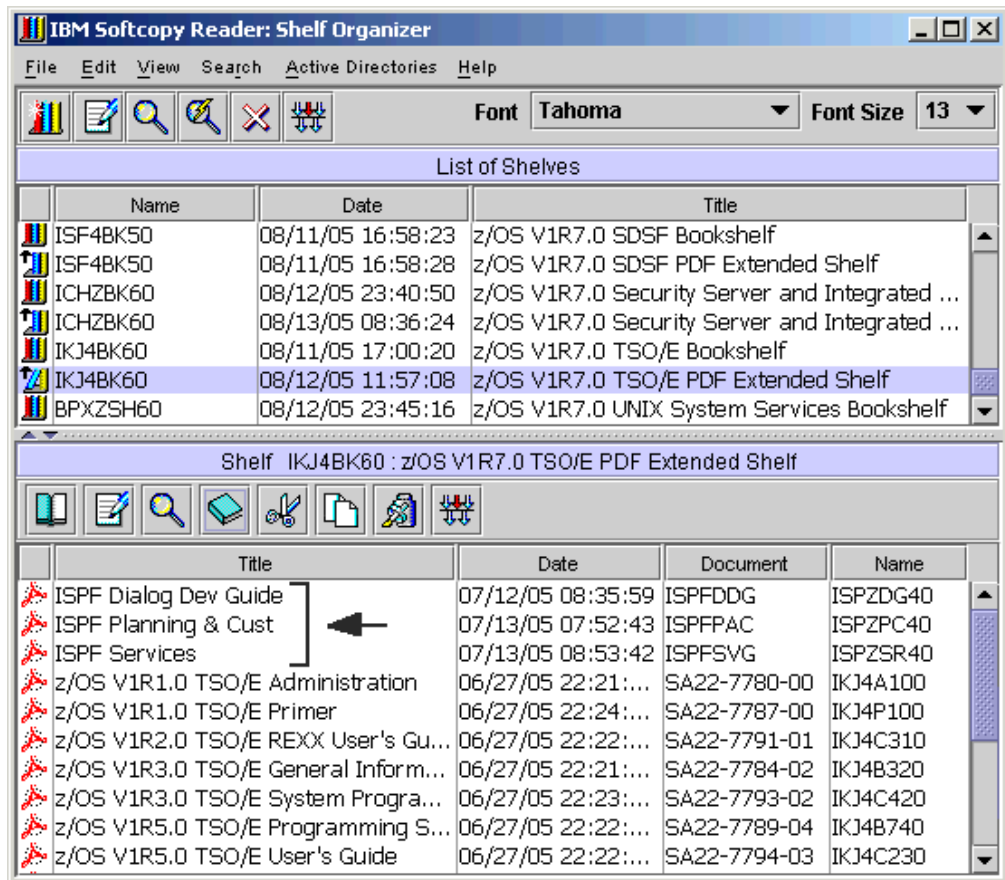 IBM Softcopy Reader: Shelf Organizer
File Edit View Search Active Directories Help
Font Tahoma Font Size 13
List of Shelves
Name Date Title
ISF4BK50 08/11/05 16:58:23 z/OS V1R7.0 SDSF Bookshelf
ISF4BK50 08/11/05 16:58:28 z/OS V1R7.0 SDSF PDF Extended Shelf
ICHZBK60 08/12/05 23:40:50 z/OS V1R7.0 Security Server and Integrated ...
ICHZBK60 08/13/05 08:36:24 z/OS V1R7.0 Security Server and Integrated ...
IKJ4BK60 08/11/05 17:00:20 z/OS V1R7.0 TSO/E Bookshelf
IKJ4BK60 08/12/05 11:57:08 z/OS V1R7.0 TSO/E PDF Extended Shelf
BPXZSH60 08/12/05 23:45:16 z/OS V1R7.0 UNIX System Services Bookshelf
Shelf IKJ4BK60 : z/OS V1R7.0 TSO/E PDF Extended Shelf
Title Date Document Name
ISPF Dialog Dev Guide 07/12/05 08:35:59 ISPFDDG ISPZDG40
ISPF Planning & Cust 07/13/05 07:52:43 ISPFPAC ISPZPC40
ISPF Services 07/13/05 08:53:42 ISPFSVG ISPZSR40
z/OS V1R1.0 TSO/E Administration 06/27/05 22:21:... SA22-7780-00 IKJ4A100
z/OS V1R1.0 TSO/E Primer 06/27/05 22:24:... SA22-7787-00 IKJ4P100
z/OS V1R2.0 TSO/E REXX User's Gu... 06/27/05 22:22:... SA22-7791-01 IKJ4C310
z/OS V1R3.0 TSO/E General Inform... 06/27/05 22:21:... SA22-7784-02 IKJ4B320
z/OS V1R3.0 TSO/E System Progra... 06/27/05 22:23:... SA22-7793-02 IKJ4C420
z/OS V1R5.0 TSO/E Programming S... 06/27/05 22:22:... SA22-7789-04 IKJ4B740
z/OS V1R5.0 TSO/E User's Guide 06/27/05 22:22:... SA22-7794-03 IKJ4C230